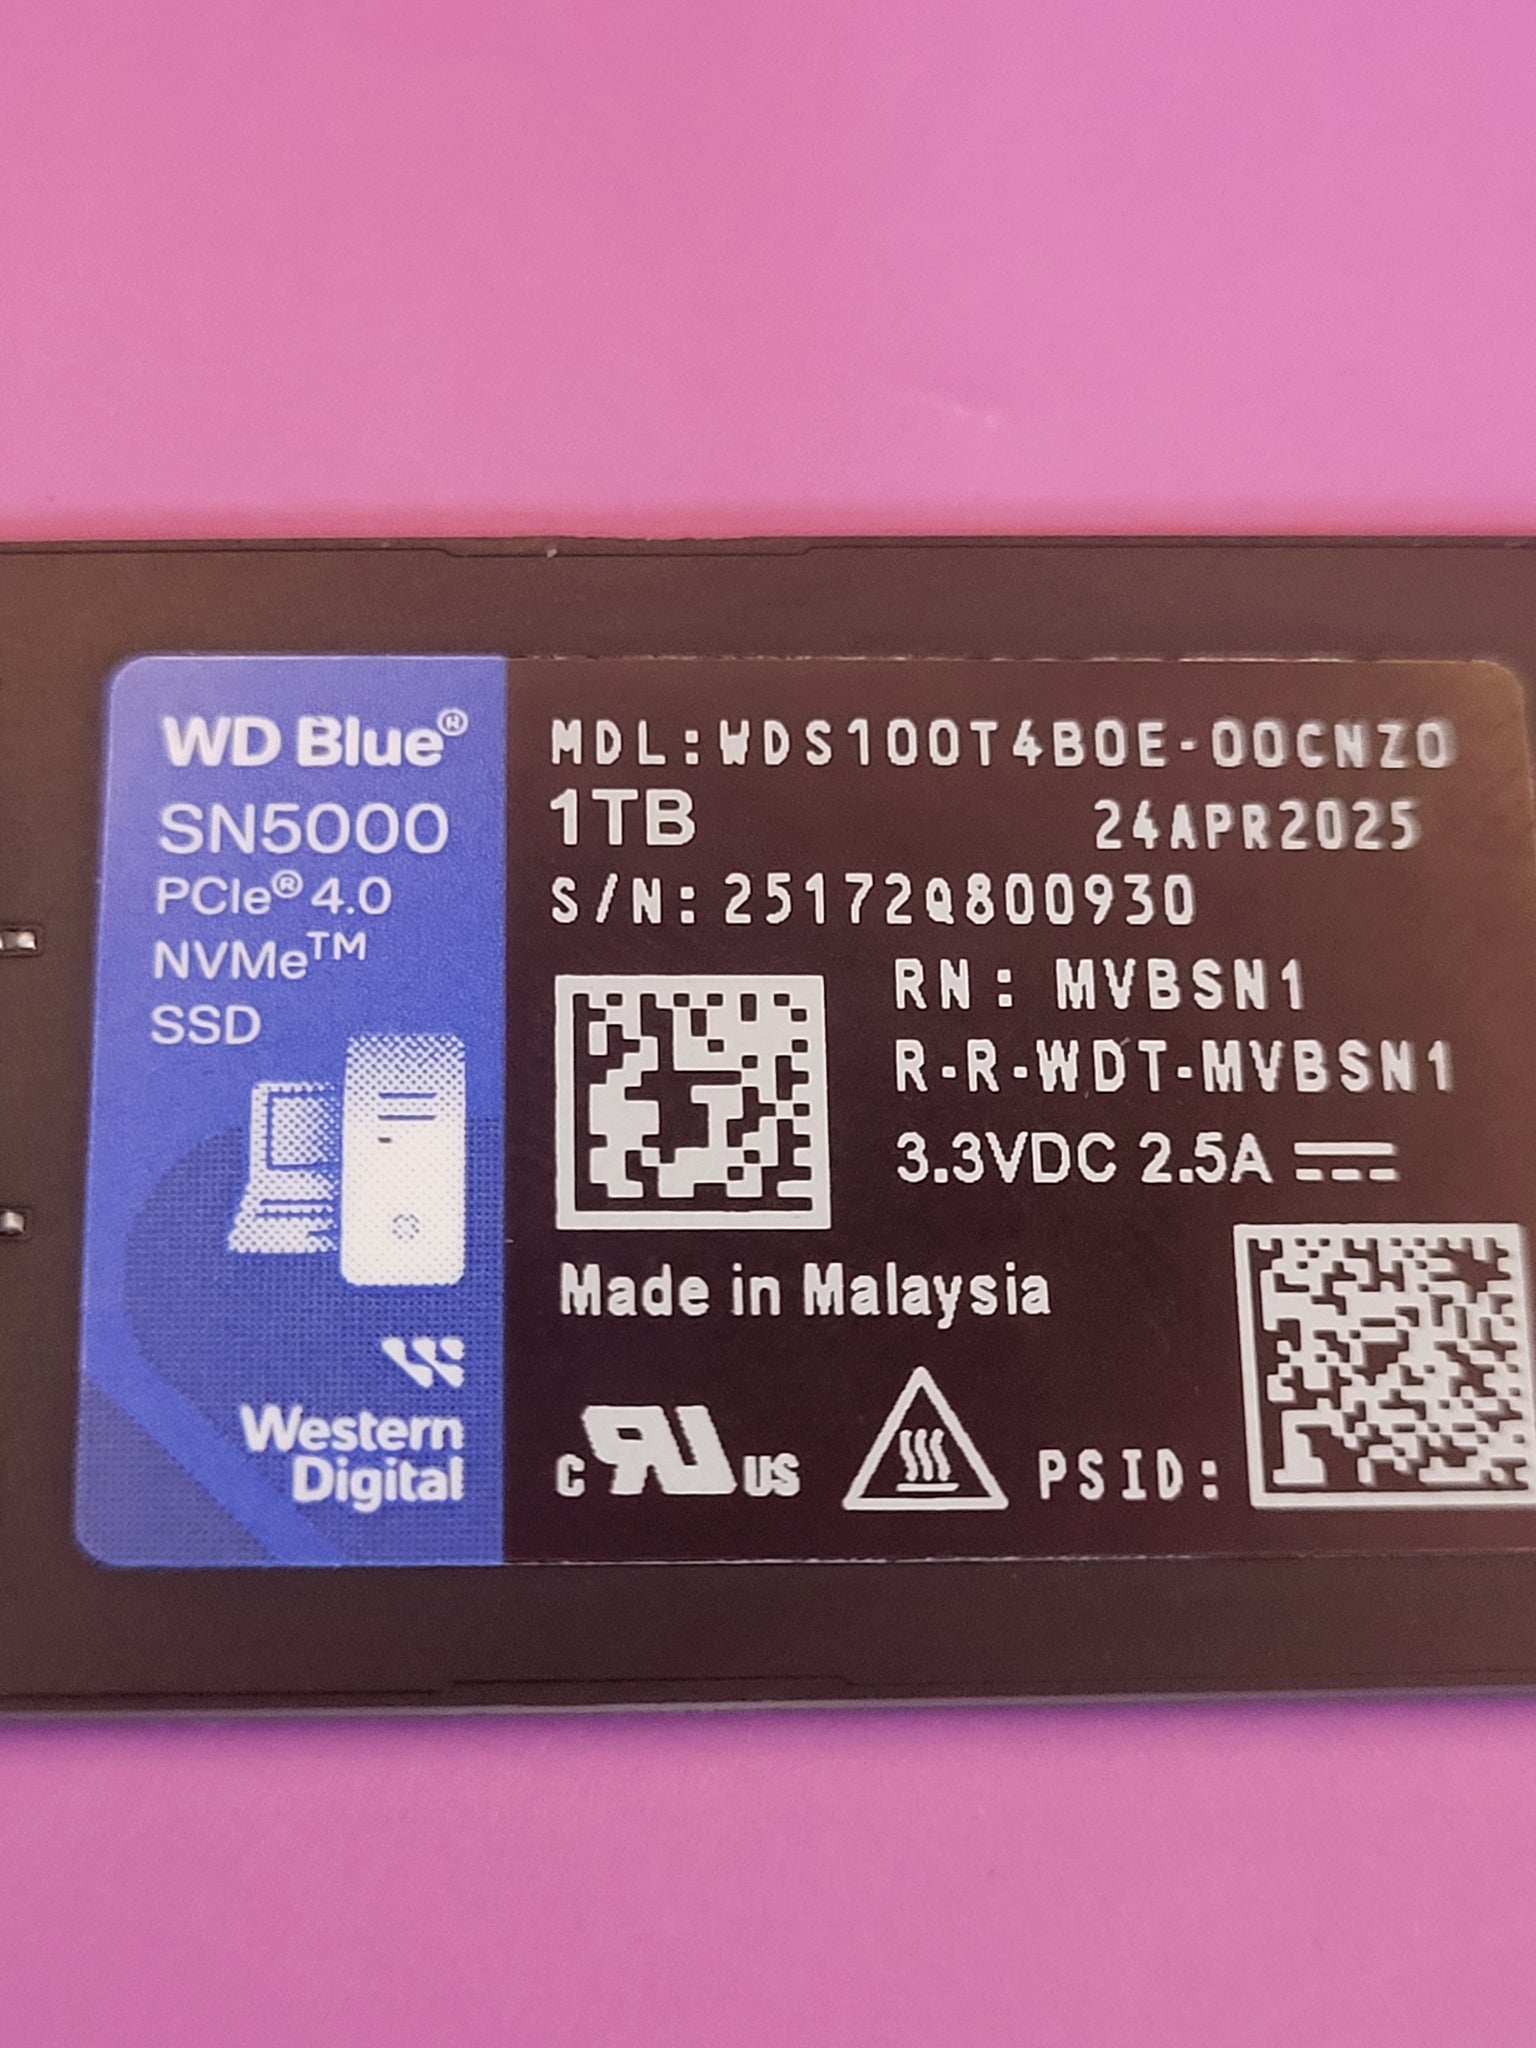 WD Blue®
SN5000
PCIe® 4.0
NVMe™
SSD
Western
Digital
MDL:WDS100T4B0E-00CNZ0
1TB
24APR2025
S/N: 25172Q800930
RN: MVBSN1
R-R-WDT-MVBSN1
3.3VDC 2.5A
Made in Malaysia
c RU US
PSID: